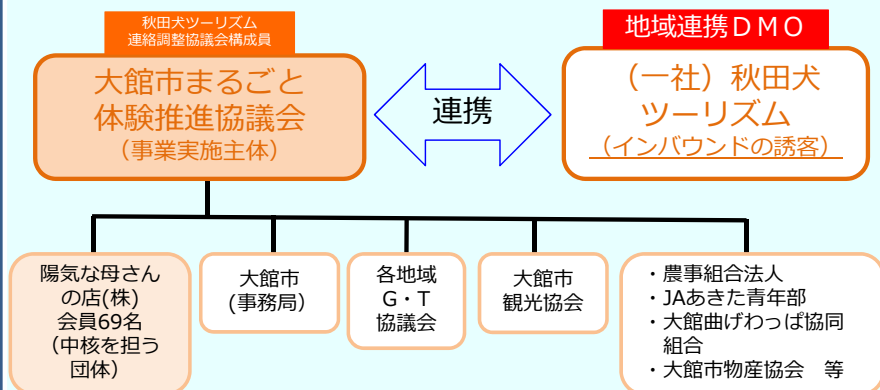 秋田犬ツーリズム
連絡調整協議会構成員
地域連携ＤＭＯ
大館市まるごと
体験推進協議会
（事業実施主体）
連携
（一社）秋田犬
ツーリズム
（インバウンドの誘客）
陽気な母さん
の店(株)
会員69名
（中核を担う
団体）
大館市
(事務局）
各地域
G・T
協議会
大館市
観光協会
・農事組合法人
・JAあきた青年部
・大館曲げわっぱ協同
組合
・大館市物産協会　等